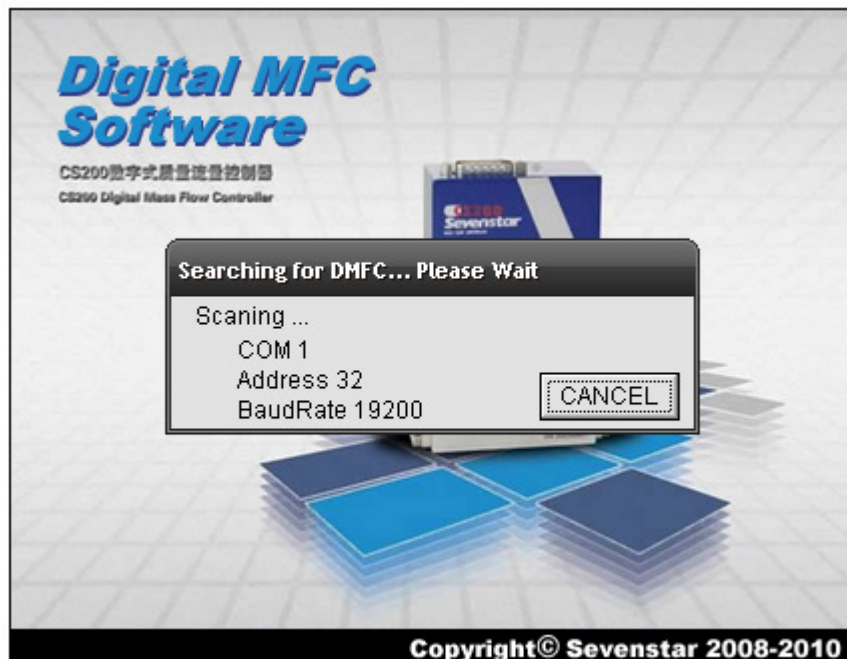 Digital MFC
Software
CS200数字式质量流量控制器
CS200 Digital Mass Flow Controller
CS200
Sevenstar
Searching for DMFC... Please Wait
Scaning ...
COM 1
Address 32
BaudRate 19200
CANCEL
Copyright© Sevenstar 2008-2010